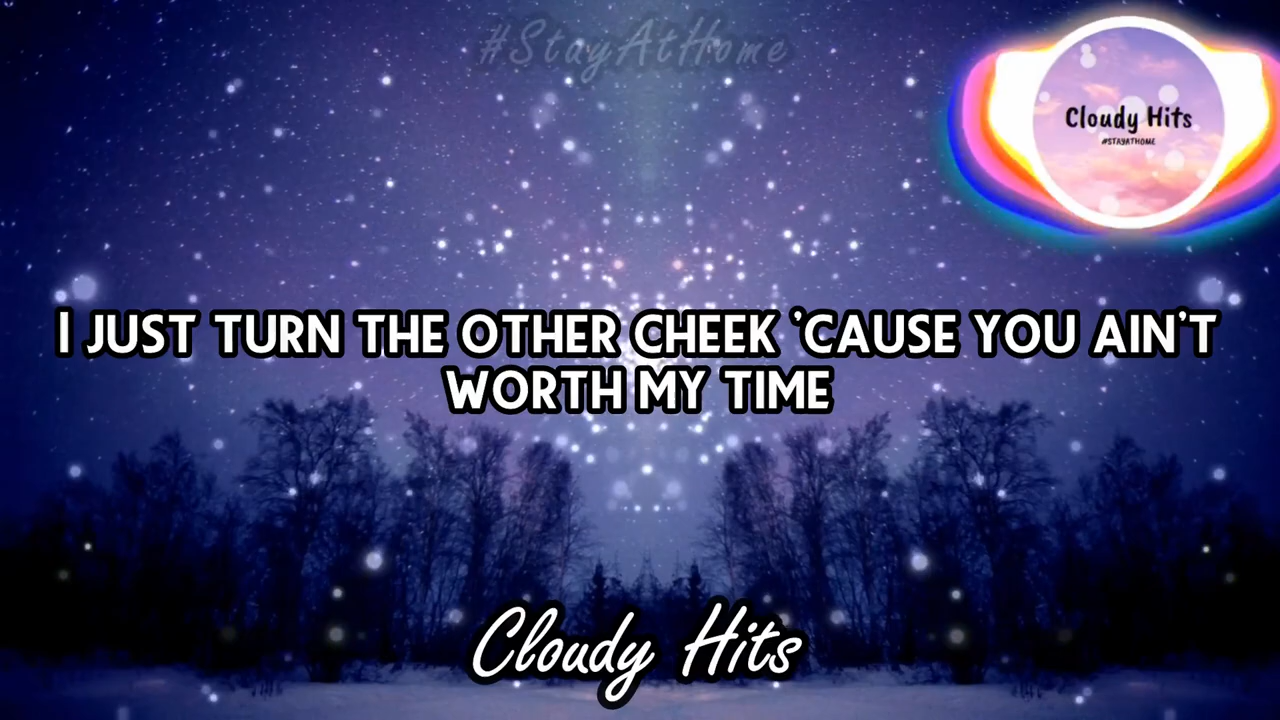 #StayAtHome
Cloudy Hits
#STAYATHOME
I JUST TURN THE OTHER CHEEK 'CAUSE YOU AIN'T
WORTH MY TIME
Cloudy Hits